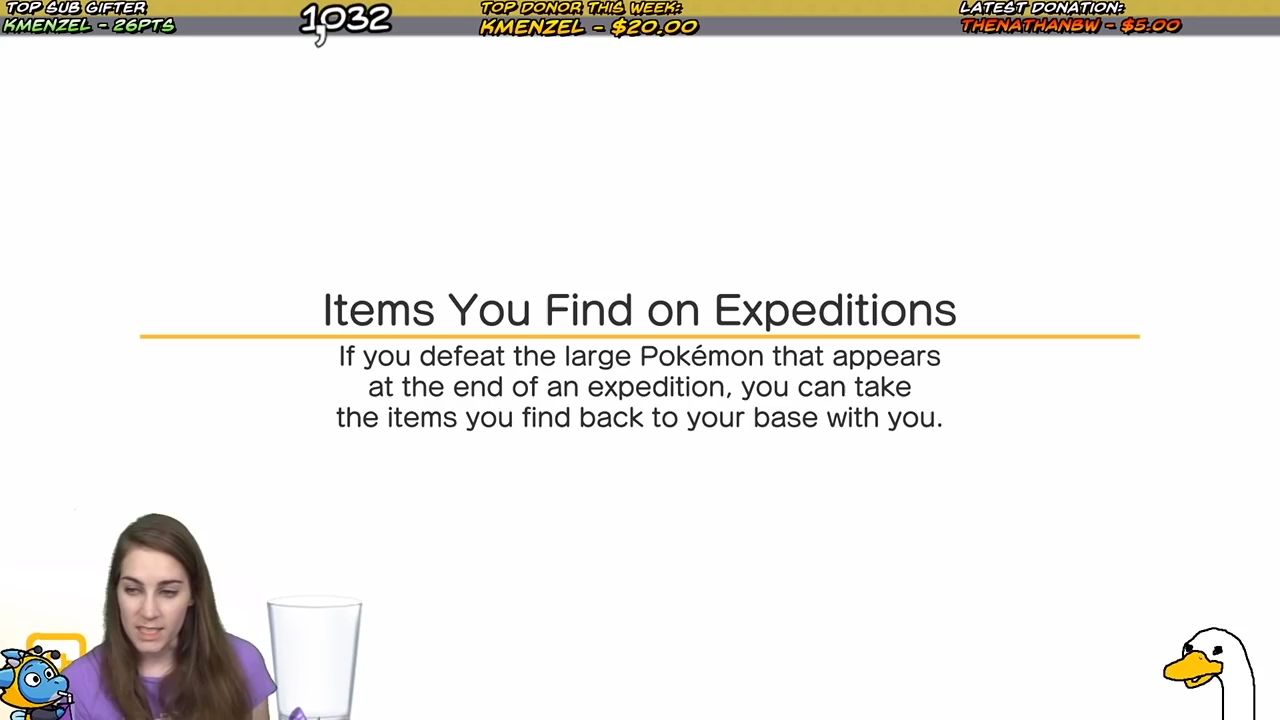 TOP SUB GIFTER
KMENZEL - 26PTS
1,032
TOP DONOR THIS WEEK:
KMENZEL - $20.00
LATEST DONATION:
THENATHANBW - $5.00
Items You Find on Expeditions
If you defeat the large Pokémon that appears
at the end of an expedition, you can take
the items you find back to your base with you.